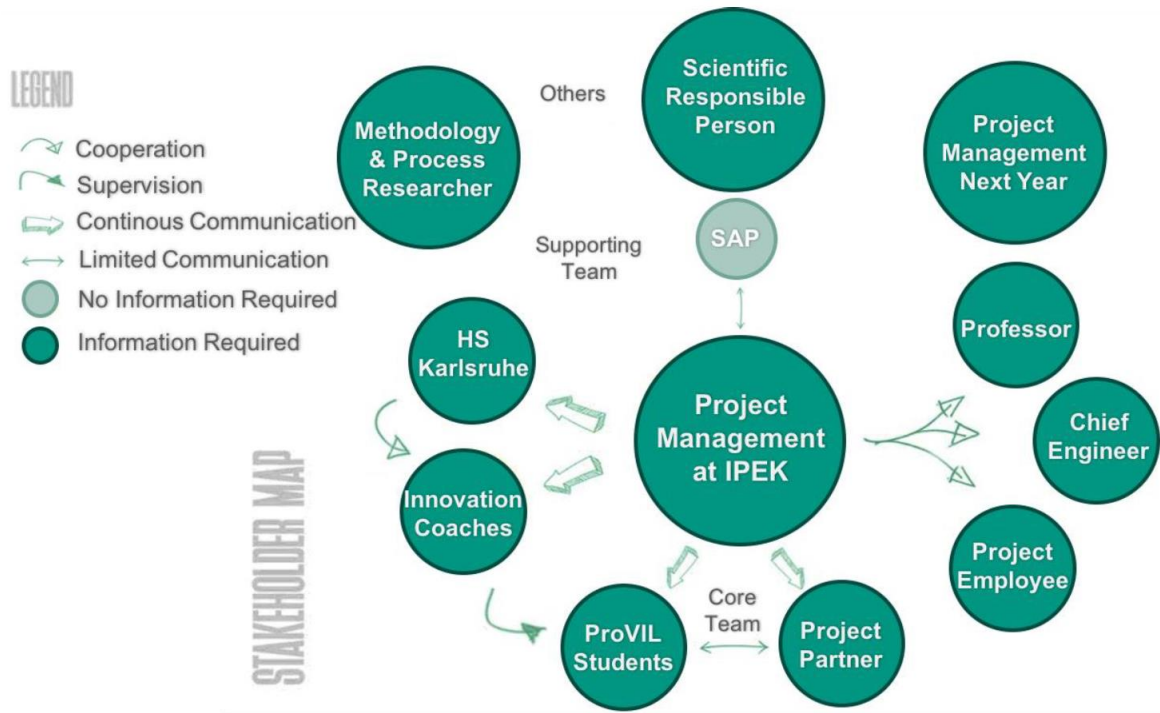 LEGEND
Cooperation
Supervision
Continous Communication
Limited Communication
No Information Required
Information Required
STAKEHOLDER MAP
Others
Supporting
Team
Core
Team
Methodology
& Process
Researcher
Scientific
Responsible
Person
Project
Management
Next Year
SAP
HS
Karlsruhe
Innovation
Coaches
Project
Management
at IPEK
Professor
Chief
Engineer
Project
Employee
ProVIL
Students
Project
Partner